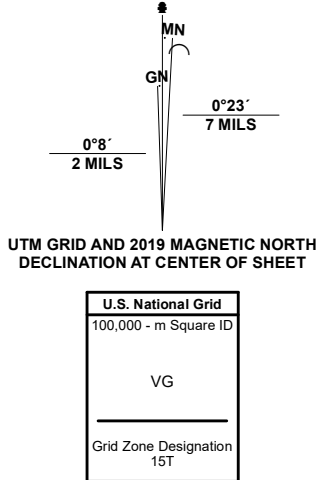 MN
GN
0°23´
7 MILS
0°8´
2 MILS
UTM GRID AND 2019 MAGNETIC NORTH
DECLINATION AT CENTER OF SHEET
U.S. National Grid
100,000 - m Square ID
VG
Grid Zone Designation
15T